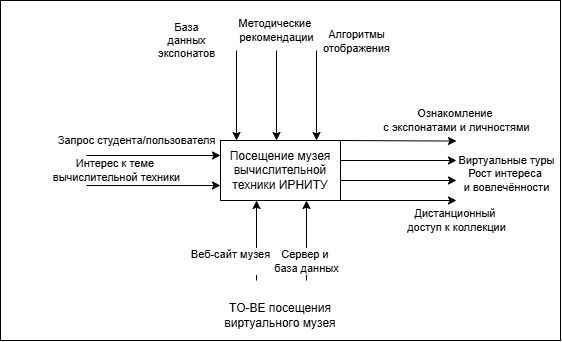 База
данных
экспонатов
Методические
рекомендации
Алгоритмы
отображения
Запрос студента/пользователя
Интерес к теме
вычислительной техники
Посещение музея
вычислительной
техники ИРНИТУ
Ознакомление
с экспонатами и личностями
Виртуальные туры
Рост интереса
и вовлечённости
Дистанционный
доступ к коллекции
Веб-сайт музея
Сервер и
база данных
TO-BE посещения
виртуального музея